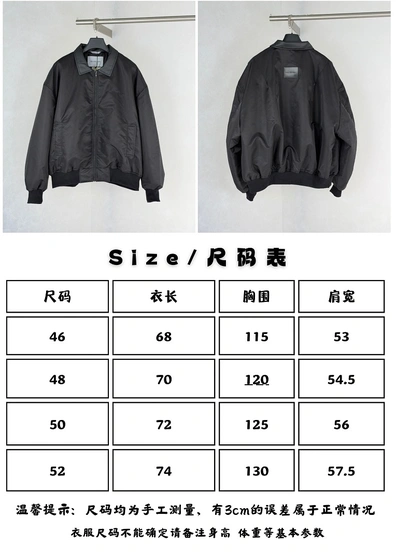 Size/尺码表
尺码 衣长 胸围 肩宽
46 68 115 53
48 70 120 54.5
50 72 125 56
52 74 130 57.5
温馨提示: 尺码均为手工测量、有3cm的误差属于正常情况
衣服尺码不能确定请备注身高 体重等基本参数